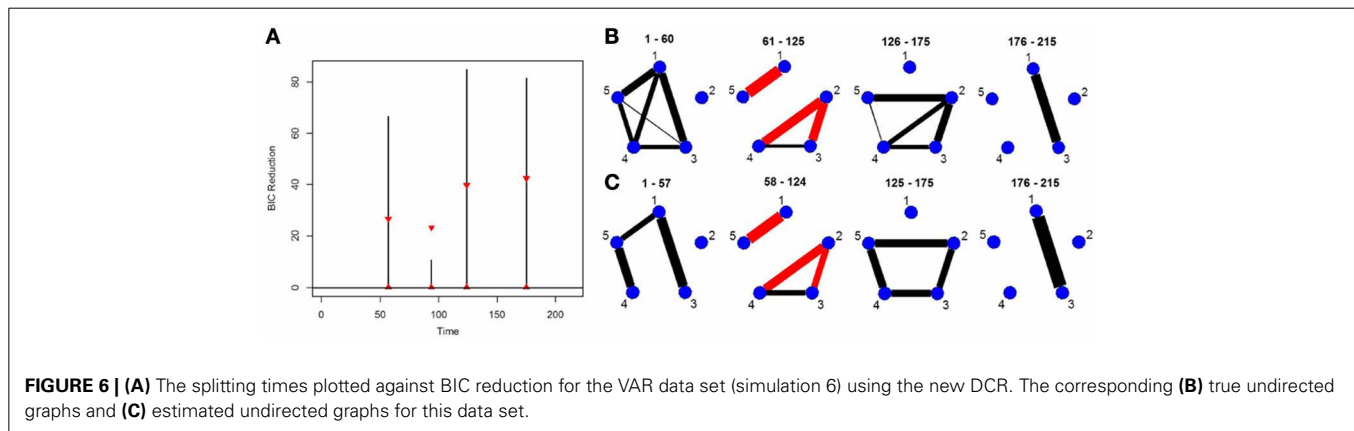 A
BIC Reduction
80
60
40
20
0
0 50 100 150 200
Time
B
1 - 60
1
5 2
4 3
61 - 125
1
5 2
4 3
126 - 175
1
5 2
4 3
176 - 215
1
5 2
4 3
C
1 - 57
1
5 2
4 3
58 - 124
1
5 2
4 3
125 - 175
1
5 2
4 3
176 - 215
1
5 2
4 3
FIGURE 6 | (A) The splitting times plotted against BIC reduction for the VAR data set (simulation 6) using the new DCR. The corresponding (B) true undirected
graphs and (C) estimated undirected graphs for this data set.